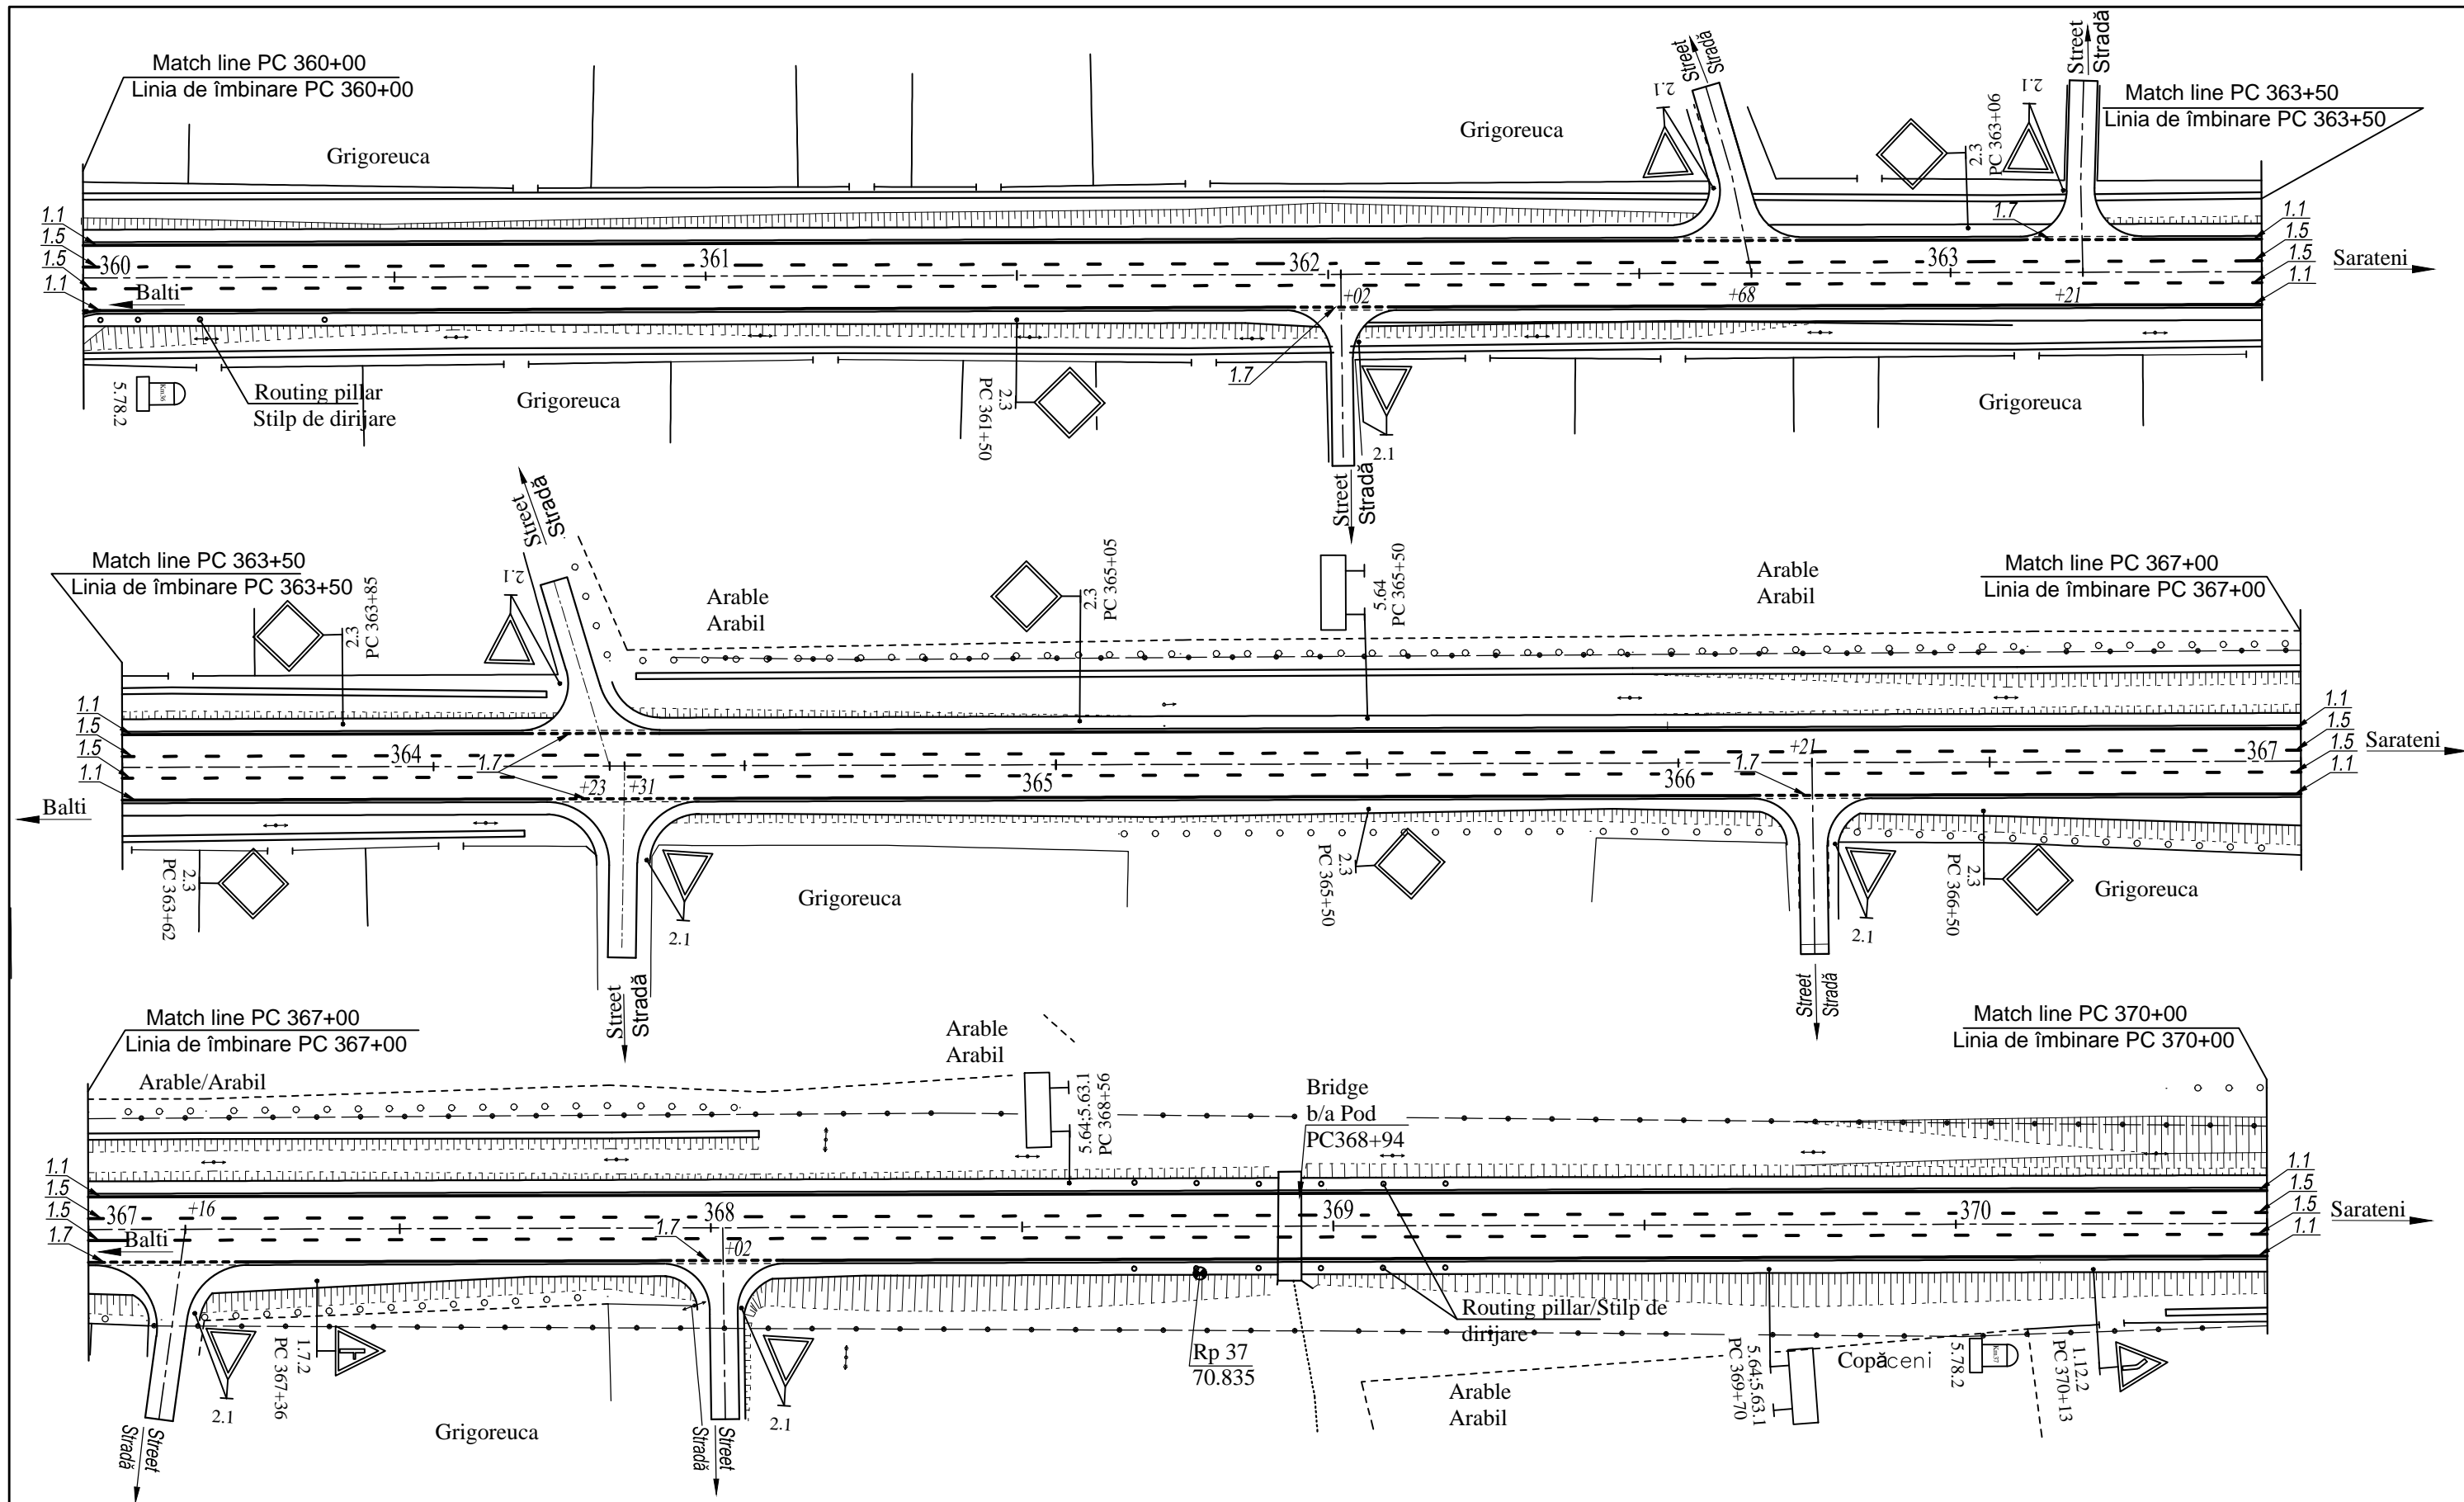 Match line PC 360+00
Linia de îmbinare PC 360+00
Grigoreuca
Grigoreuca
Street
Stradă
2.1
2.3
PC 363+06
2.1
Street
Stradă
Match line PC 363+50
Linia de îmbinare PC 363+50
1.1
1.5
1.5
1.1
360
361
362
363
1.7
1.1
1.5
1.5
1.1
Balti
Sarateni
+02
+68
+21
5.78.2
Km36
Routing pillar
Stilp de dirijare
Grigoreuca
2.3
PC 361+50
1.7
2.1
Street
Stradă
Grigoreuca
Match line PC 363+50
Linia de îmbinare PC 363+50
2.3
PC 363+85
2.1
Street
Stradă
Arable
Arabil
2.3
PC 365+05
5.64
PC 365+50
Arable
Arabil
Match line PC 367+00
Linia de îmbinare PC 367+00
1.1
1.5
1.5
1.1
364
1.7
+23
+31
365
366
1.7
+21
367
1.1
1.5
1.5
1.1
Sarateni
Balti
2.3
PC 363+62
2.1
Grigoreuca
2.3
PC 365+50
2.1
2.3
PC 366+50
Grigoreuca
Street
Stradă
Street
Stradă
Match line PC 367+00
Linia de îmbinare PC 367+00
Arable/Arabil
Arable
Arabil
5.64;5.63.1
PC 368+56
Bridge
b/a Pod
PC368+94
Match line PC 370+00
Linia de îmbinare PC 370+00
1.1
1.5
1.5
1.7
367
+16
Balti
1.7
368
+02
369
370
1.1
1.5
1.5
1.1
Sarateni
2.1
1.7.2
PC 367+36
Grigoreuca
2.1
Rp 37
70.835
Routing pillar/Stilp de
dirijare
Arable
Arabil
5.64;5.63.1
PC 369+70
Copăceni
5.78.2
Km37
1.12.2
PC 370+13
Street
Stradă
Street
Stradă